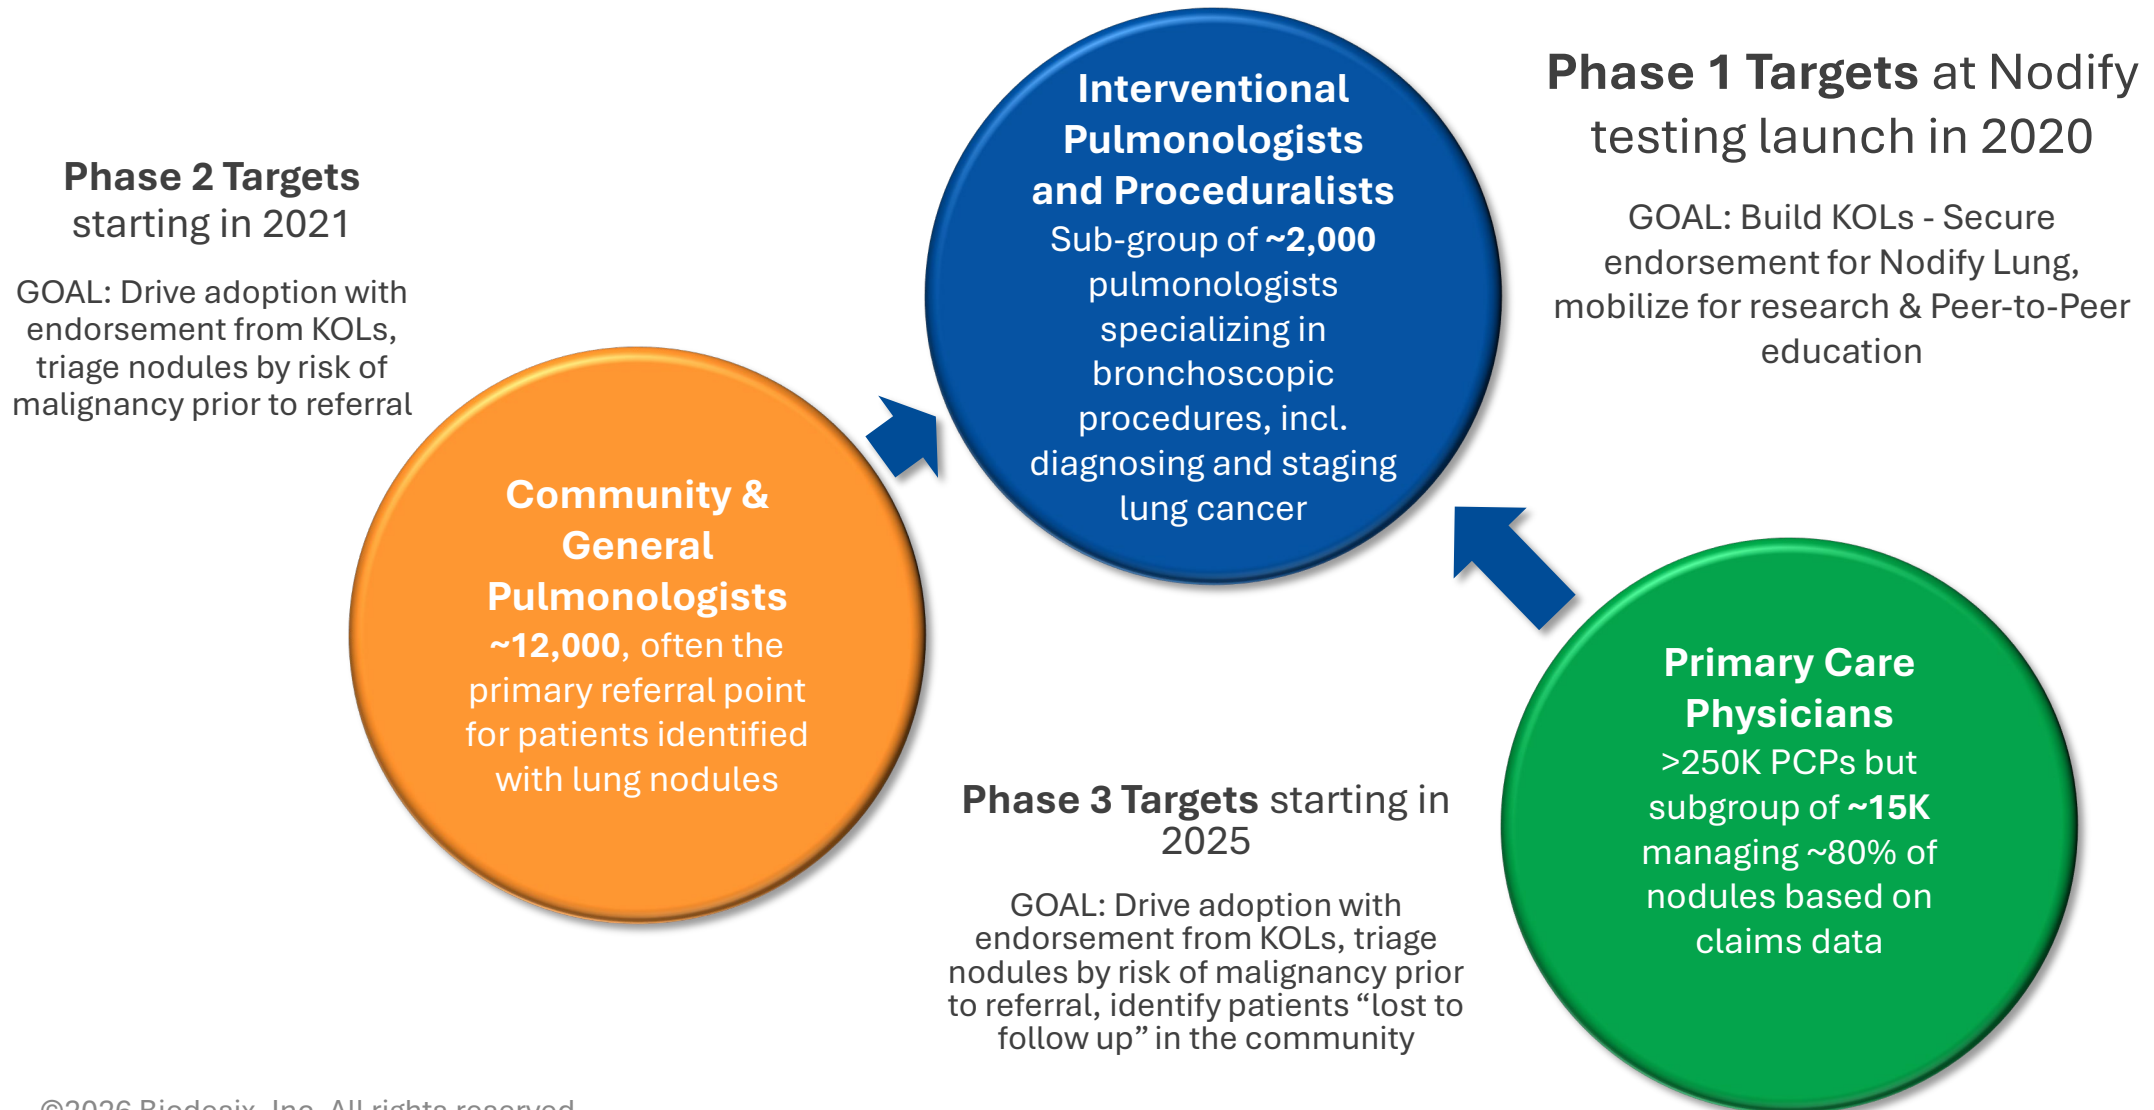 Phase 1 Targets at Nodify
testing launch in 2020
GOAL: Build KOLs - Secure
endorsement for Nodify Lung,
mobilize for research & Peer-to-Peer
education
Interventional
Pulmonologists
and Proceduralists
Sub-group of ~2,000
pulmonologists
specializing in
bronchoscopic
procedures, incl.
diagnosing and staging
lung cancer
Phase 2 Targets
starting in 2021
GOAL: Drive adoption with
endorsement from KOLs,
triage nodules by risk of
malignancy prior to referral
Community &
General
Pulmonologists
~12,000, often the
primary referral point
for patients identified
with lung nodules
Phase 3 Targets starting in
2025
GOAL: Drive adoption with
endorsement from KOLs, triage
nodules by risk of malignancy prior
to referral, identify patients “lost to
follow up” in the community
Primary Care
Physicians
>250K PCPs but
subgroup of ~15K
managing ~80% of
nodules based on
claims data
©2026 Biodesix, Inc. All rights reserved